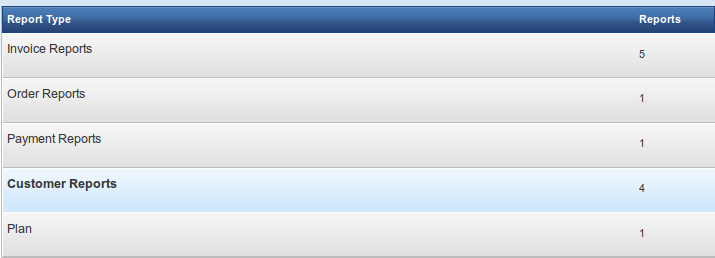 Report Type Reports
Invoice Reports 5
Order Reports 1
Payment Reports 1
Customer Reports 4
Plan 1